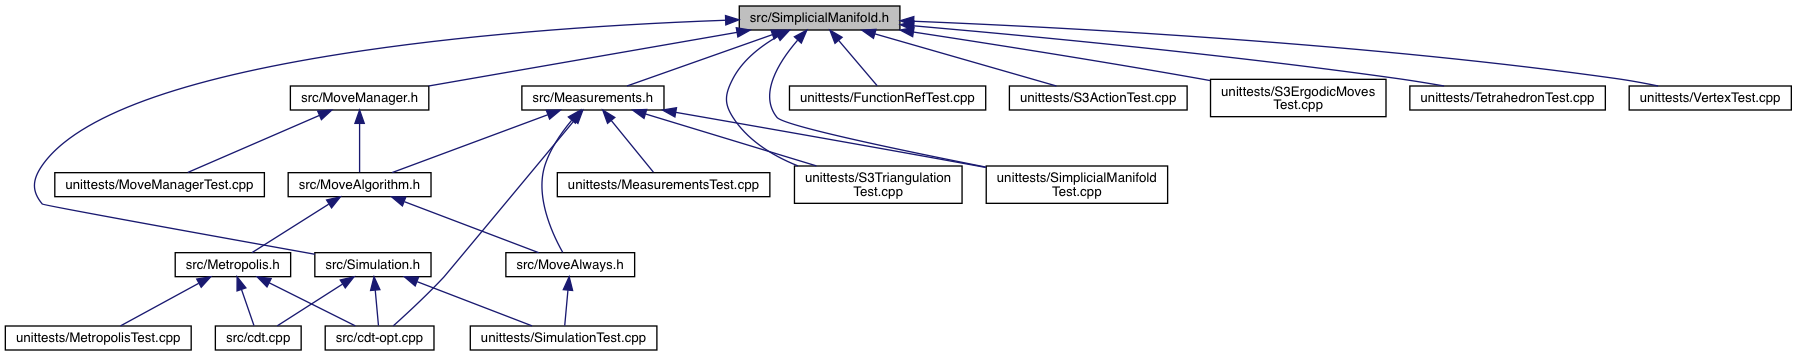 src/SimplicialManifold.h
src/MoveManager.h
src/Measurements.h
unittests/FunctionRefTest.cpp
unittests/S3ActionTest.cpp
unittests/S3ErgodicMoves
Test.cpp
unittests/TetrahedronTest.cpp
unittests/VertexTest.cpp
unittests/MoveManagerTest.cpp
src/MoveAlgorithm.h
unittests/MeasurementsTest.cpp
unittests/S3Triangulation
Test.cpp
unittests/SimplicialManifold
Test.cpp
src/Metropolis.h
src/Simulation.h
src/MoveAlways.h
unittests/MetropolisTest.cpp
src/cdt.cpp
src/cdt-opt.cpp
unittests/SimulationTest.cpp